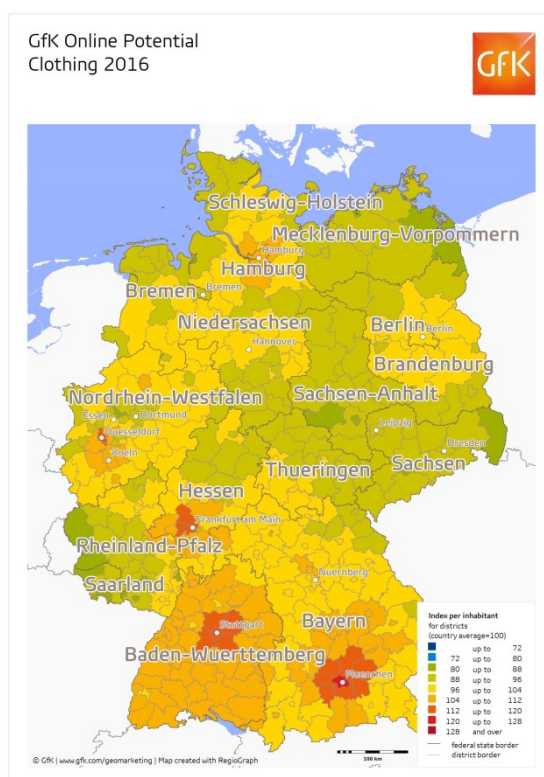 GfK Online Potential
Clothing 2016
GfK
Schleswig-Holstein
Mecklenburg-Vorpommern
Hamburg
Hamburg
Bremen
Bremen
Niedersachsen
Hannover
Berlin
Berlin
Brandenburg
Nordrhein-Westfalen
Sachsen-Anhalt
Essen
Dortmund
Duesseldorf
Leipzig
Koeln
Dresden
Sachsen
Thueringen
Hessen
Frankfurt am Main
Rheinland-Pfalz
Saarland
Nuernberg
Bayern
Stuttgart
Baden-Wuerttemberg
Muenchen
Index per inhabitant
for districts
(country average=100)
up to 72
72 up to 80
80 up to 88
88 up to 96
96 up to 104
104 up to 112
112 up to 120
120 up to 128
128 and over
federal state border
district border
100 km
© GfK | www.gfk.com/geomarketing | Map created with RegioGraph